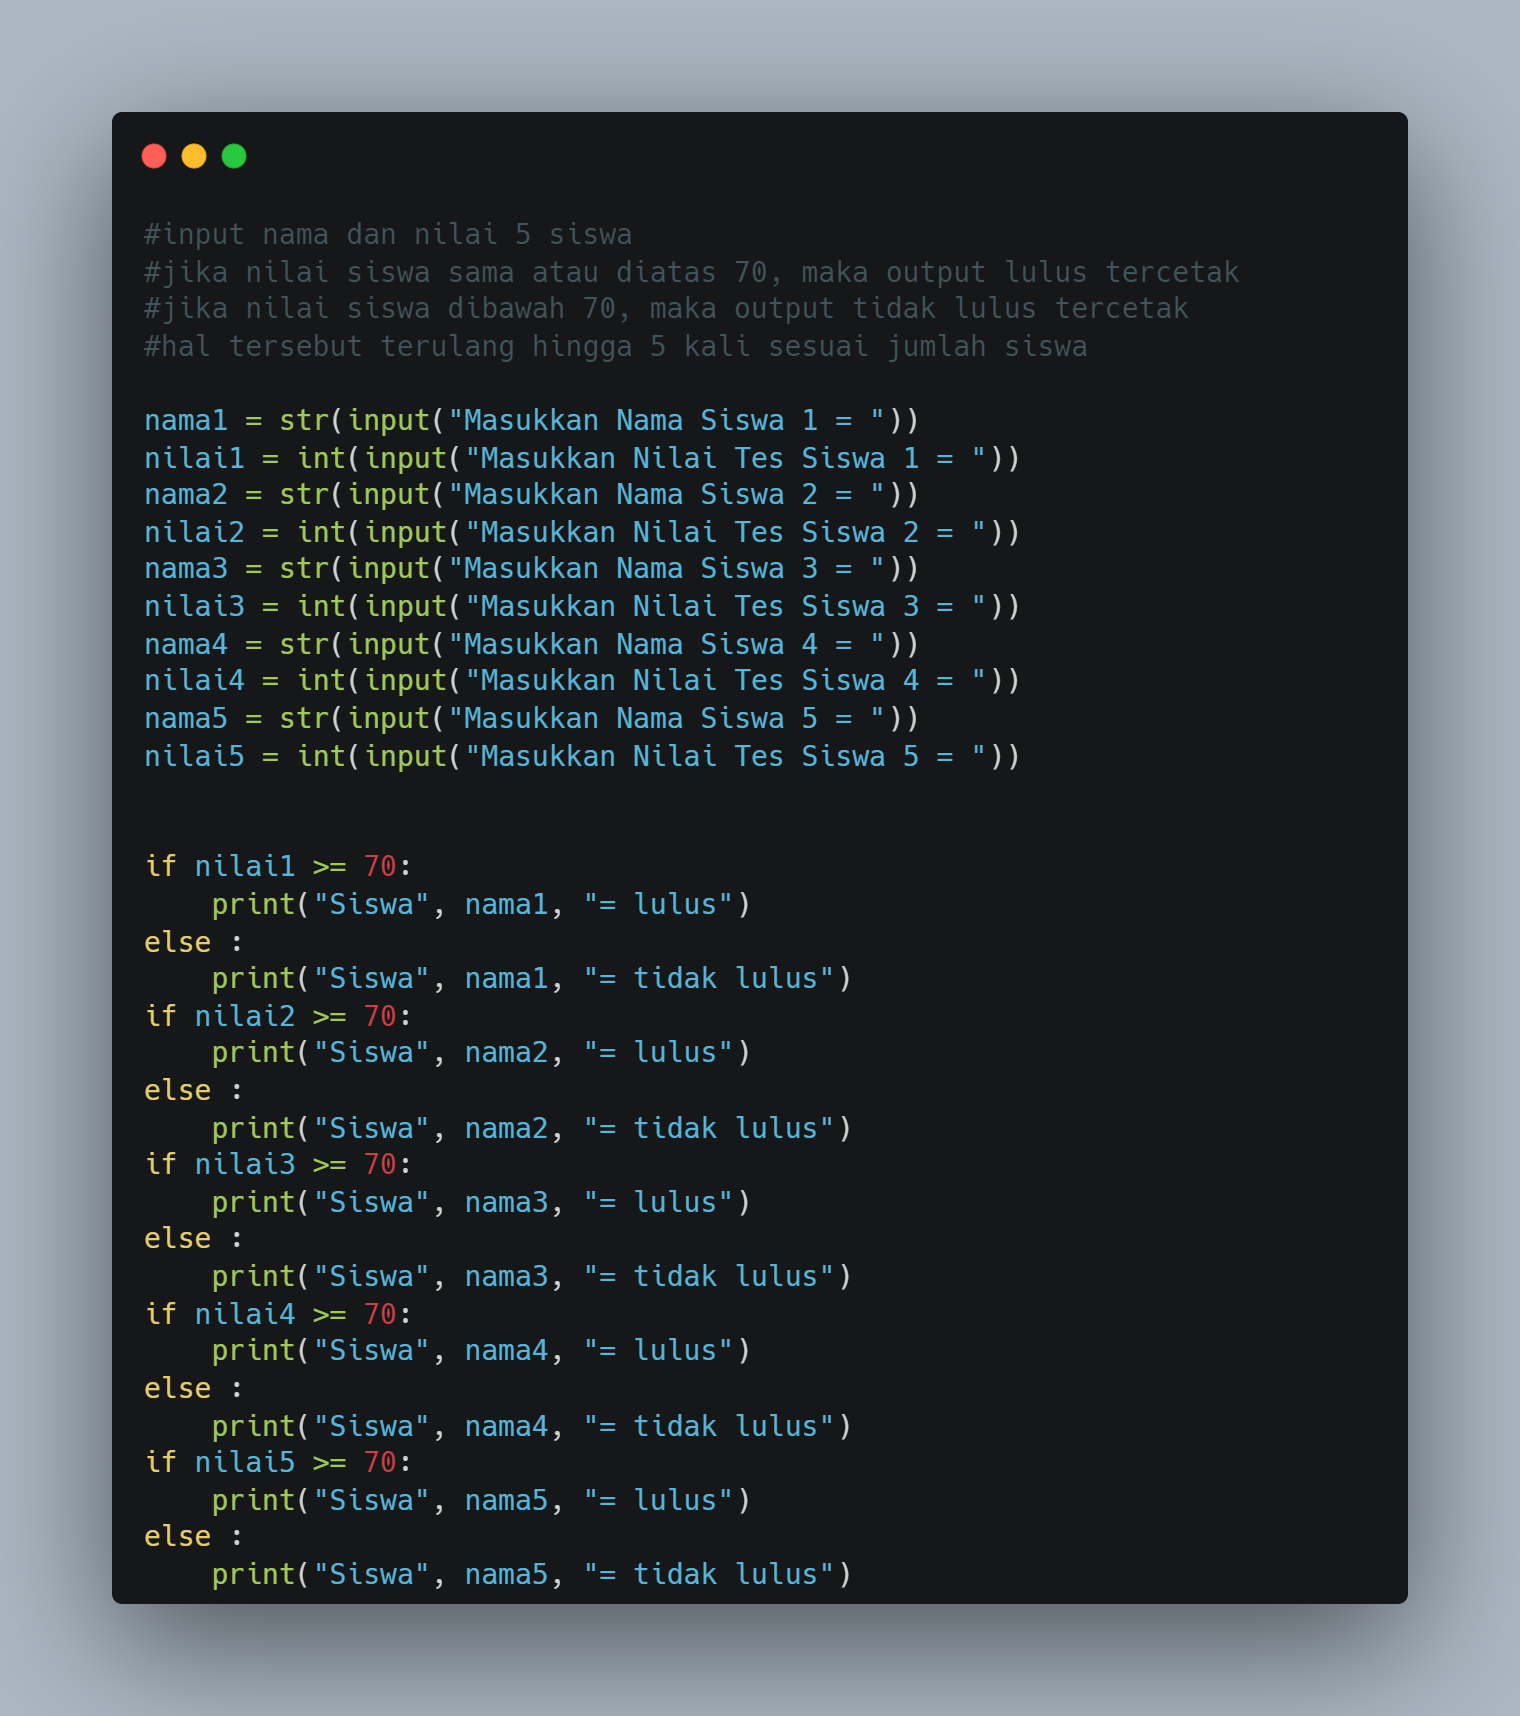 #input nama dan nilai 5 siswa
#jika nilai siswa sama atau diatas 70, maka output lulus tercetak
#jika nilai siswa dibawah 70, maka output tidak lulus tercetak
#hal tersebut terulang hingga 5 kali sesuai jumlah siswa

nama1 = str(input("Masukkan Nama Siswa 1 = "))
nilai1 = int(input("Masukkan Nilai Tes Siswa 1 = "))
nama2 = str(input("Masukkan Nama Siswa 2 = "))
nilai2 = int(input("Masukkan Nilai Tes Siswa 2 = "))
nama3 = str(input("Masukkan Nama Siswa 3 = "))
nilai3 = int(input("Masukkan Nilai Tes Siswa 3 = "))
nama4 = str(input("Masukkan Nama Siswa 4 = "))
nilai4 = int(input("Masukkan Nilai Tes Siswa 4 = "))
nama5 = str(input("Masukkan Nama Siswa 5 = "))
nilai5 = int(input("Masukkan Nilai Tes Siswa 5 = "))

if nilai1 >= 70:
    print("Siswa", nama1, "= lulus")
else :
    print("Siswa", nama1, "= tidak lulus")
if nilai2 >= 70:
    print("Siswa", nama2, "= lulus")
else :
    print("Siswa", nama2, "= tidak lulus")
if nilai3 >= 70:
    print("Siswa", nama3, "= lulus")
else :
    print("Siswa", nama3, "= tidak lulus")
if nilai4 >= 70:
    print("Siswa", nama4, "= lulus")
else :
    print("Siswa", nama4, "= tidak lulus")
if nilai5 >= 70:
    print("Siswa", nama5, "= lulus")
else :
    print("Siswa", nama5, "= tidak lulus")